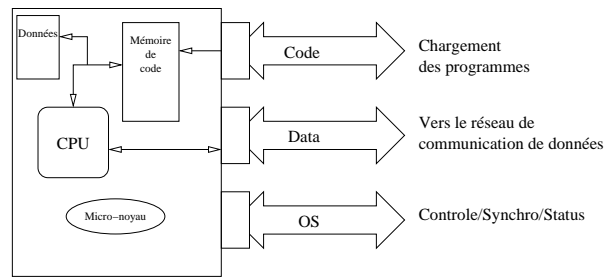 Données
Mémoire
de
code
CPU
Micro−noyau
Code
Data
OS
Chargement
des programmes
Vers le réseau de
communication de données
Controle/Synchro/Status